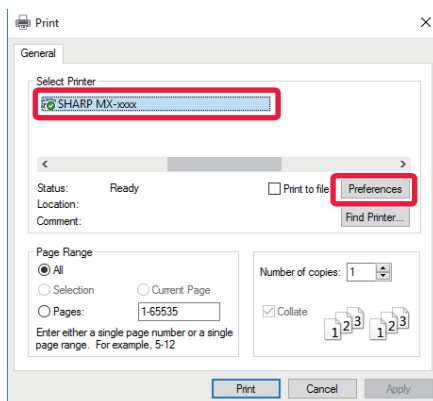 Print
General
Select Printer
SHARP MX-xxxx
Status: Ready
Print to file
Preferences
Location:
Comment:
Find Printer...
Page Range
All
Selection
Current Page
Pages:
1-65535
Enter either a single page number or a single
page range. For example, 5-12
Number of copies: 1
Collate
1 2 3 1 2 3
Print
Cancel
Apply